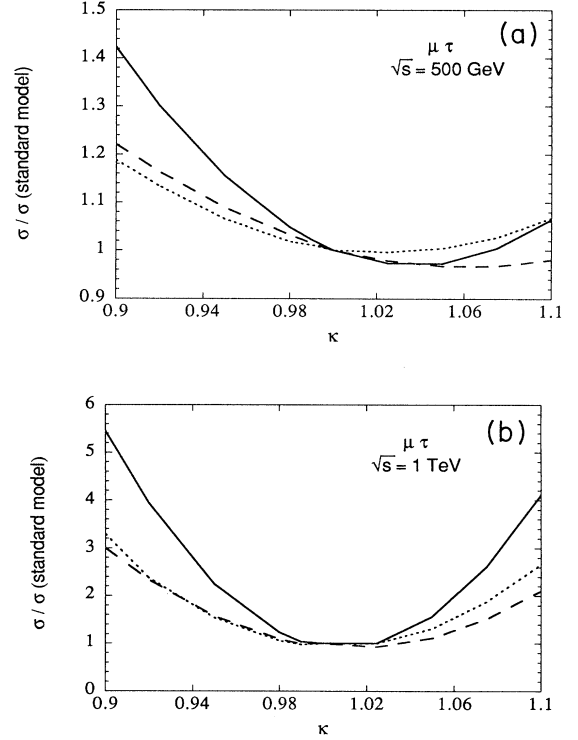 1.5
(a)
μ τ
√s = 500 GeV
1.4
1.3
1.2
1.1
1
0.9
σ / σ (standard model)
0.9 0.94 0.98 1.02 1.06 1.1
κ
6
(b)
μ τ
√s = 1 TeV
5
4
3
2
1
0
σ / σ (standard model)
0.9 0.94 0.98 1.02 1.06 1.1
κ